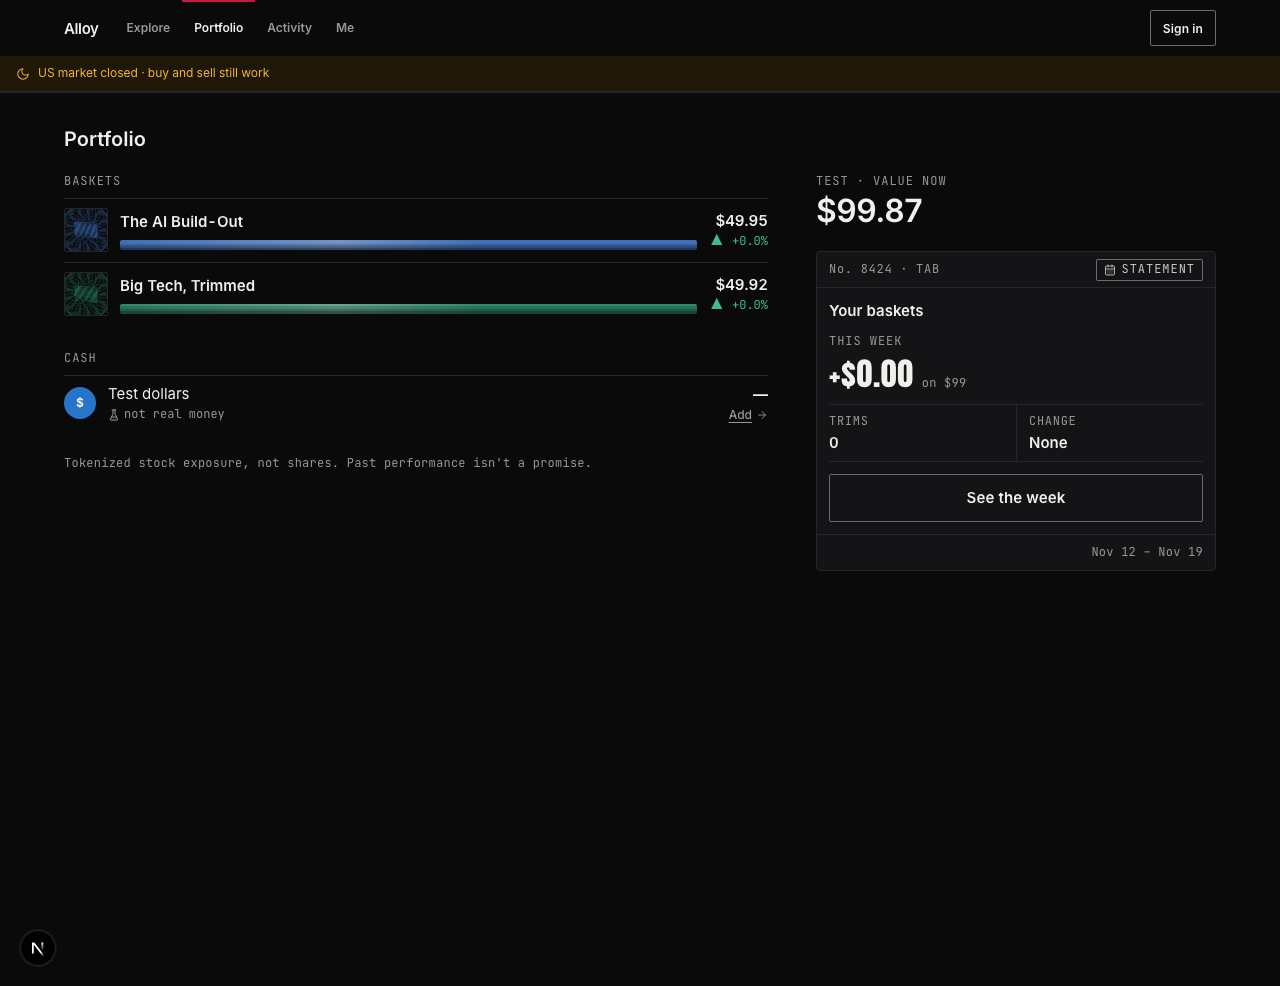 Alloy Explore Portfolio Activity Me Sign in
US market closed · buy and sell still work
Portfolio
BASKETS
The AI Build-Out $49.95
▲ +0.0%
Big Tech, Trimmed $49.92
▲ +0.0%
CASH
$ Test dollars —
not real money Add →
Tokenized stock exposure, not shares. Past performance isn't a promise.
TEST · VALUE NOW
$99.87
No. 8424 · TAB STATEMENT
Your baskets
THIS WEEK
+$0.00 on $99
TRIMS CHANGE
0 None
See the week
Nov 12 – Nov 19
N